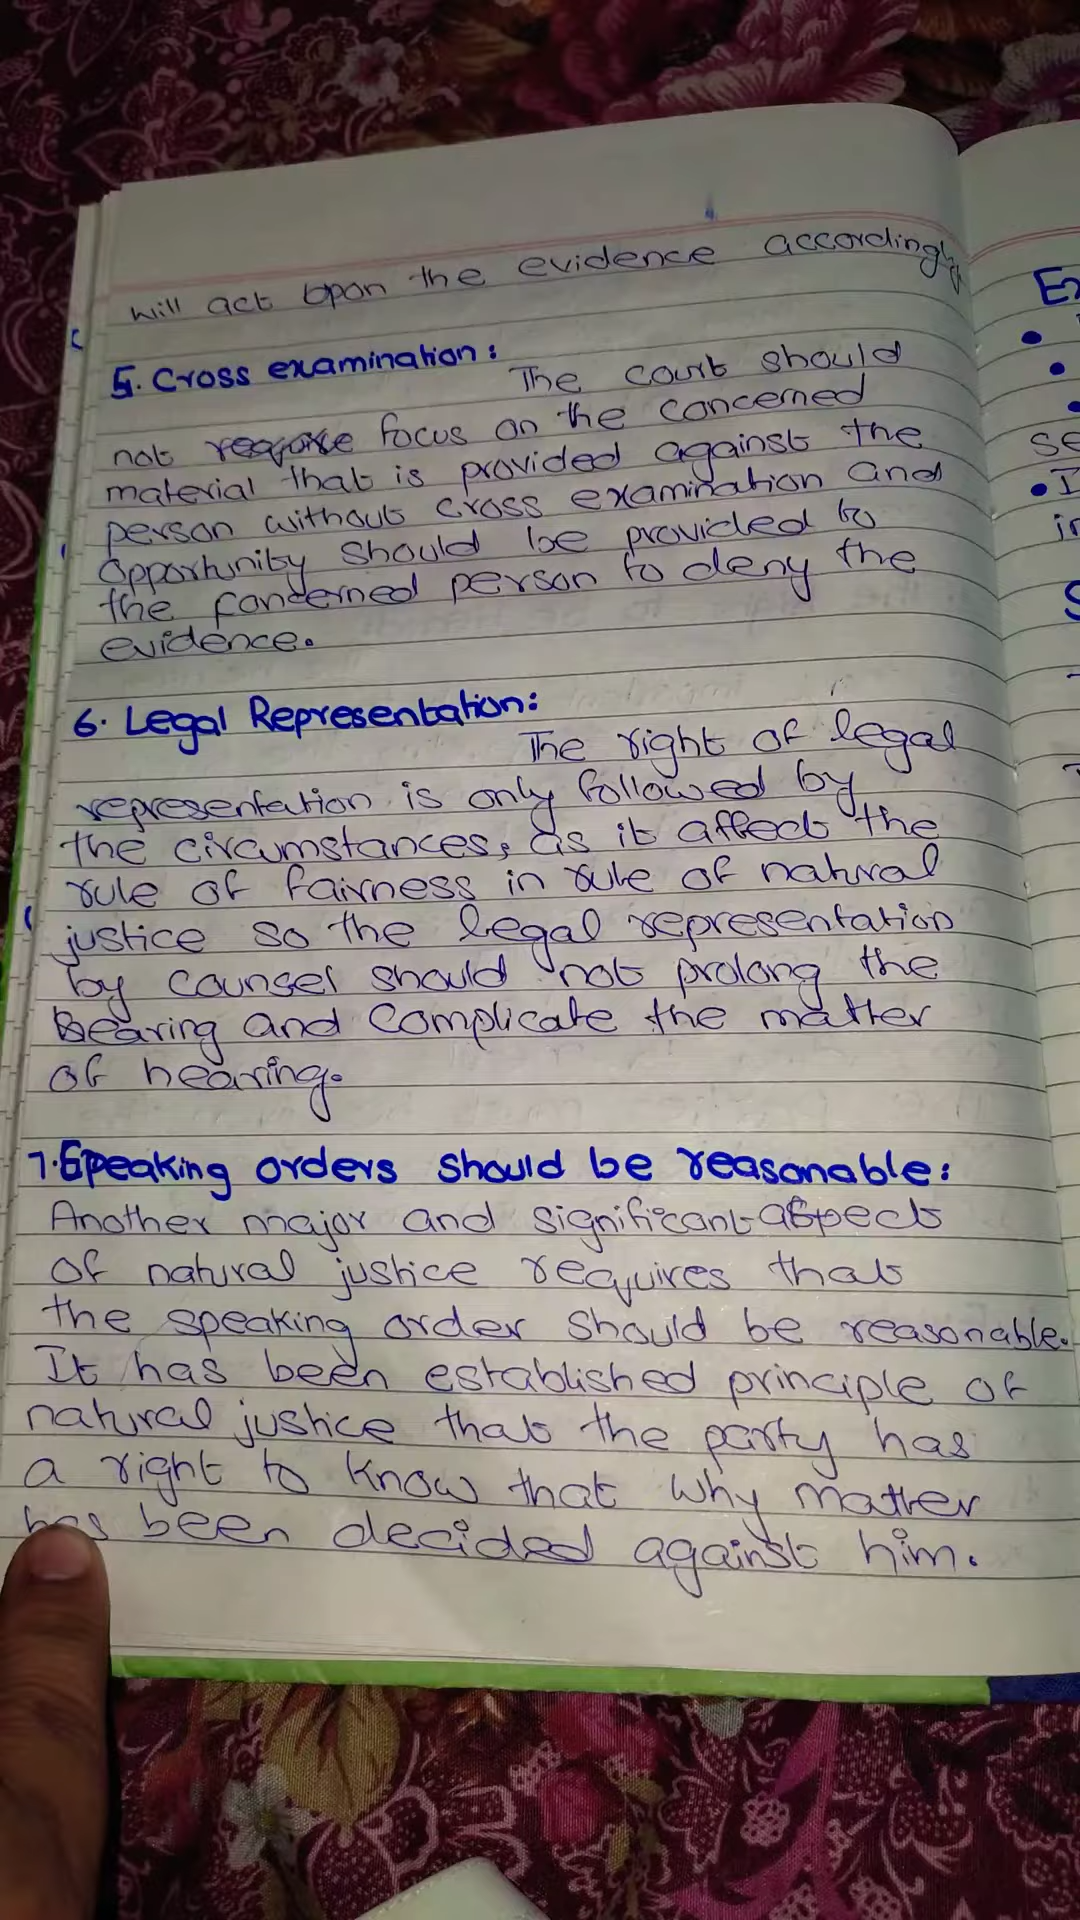 will act upon the evidence accordingly
5. Cross examination:
The court should
not focus on the concerned
material that is provided against the
person without cross examination and
Opportunity should be provided to
the concerned person to deny the
evidence.
6. Legal Representation:
The right of legal
representation is only followed by
the circumstances, as it affect the
rule of fairness in rule of natural
justice so the legal representation
by counsel should not prolong the
Hearing and complicate the matter
of hearing.
7. Speaking orders should be reasonable:
Another major and significant aspect
of natural justice requires that
the speaking order should be reasonable.
It has been established principle of
natural justice that the party has
a right to know that why matter
has been decided against him.
Ex
se
• I
in
S